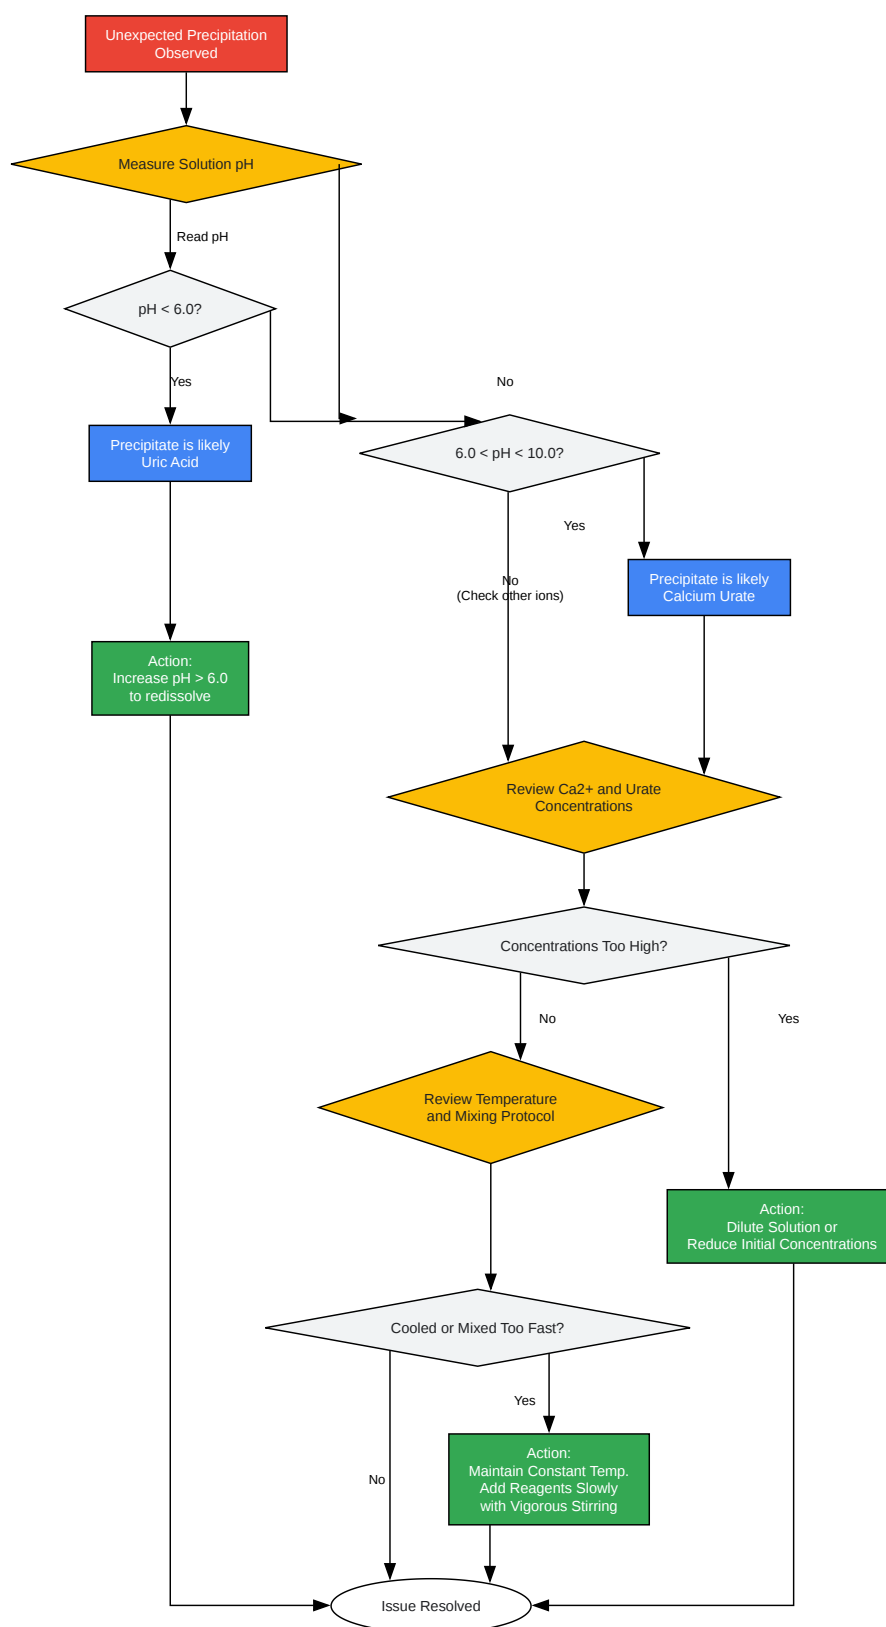 Unexpected Precipitation
Observed
Measure Solution pH
Read pH
pH < 6.0?
Yes
No
Precipitate is likely
Uric Acid
6.0 < pH < 10.0?
Yes
No
(Check other ions)
Precipitate is likely
Calcium Urate
Action:
Increase pH > 6.0
to redissolve
Review Ca2+ and Urate
Concentrations
Concentrations Too High?
No
Yes
Review Temperature
and Mixing Protocol
Action:
Dilute Solution or
Reduce Initial Concentrations
Cooled or Mixed Too Fast?
Yes
No
Action:
Maintain Constant Temp.
Add Reagents Slowly
with Vigorous Stirring
Issue Resolved